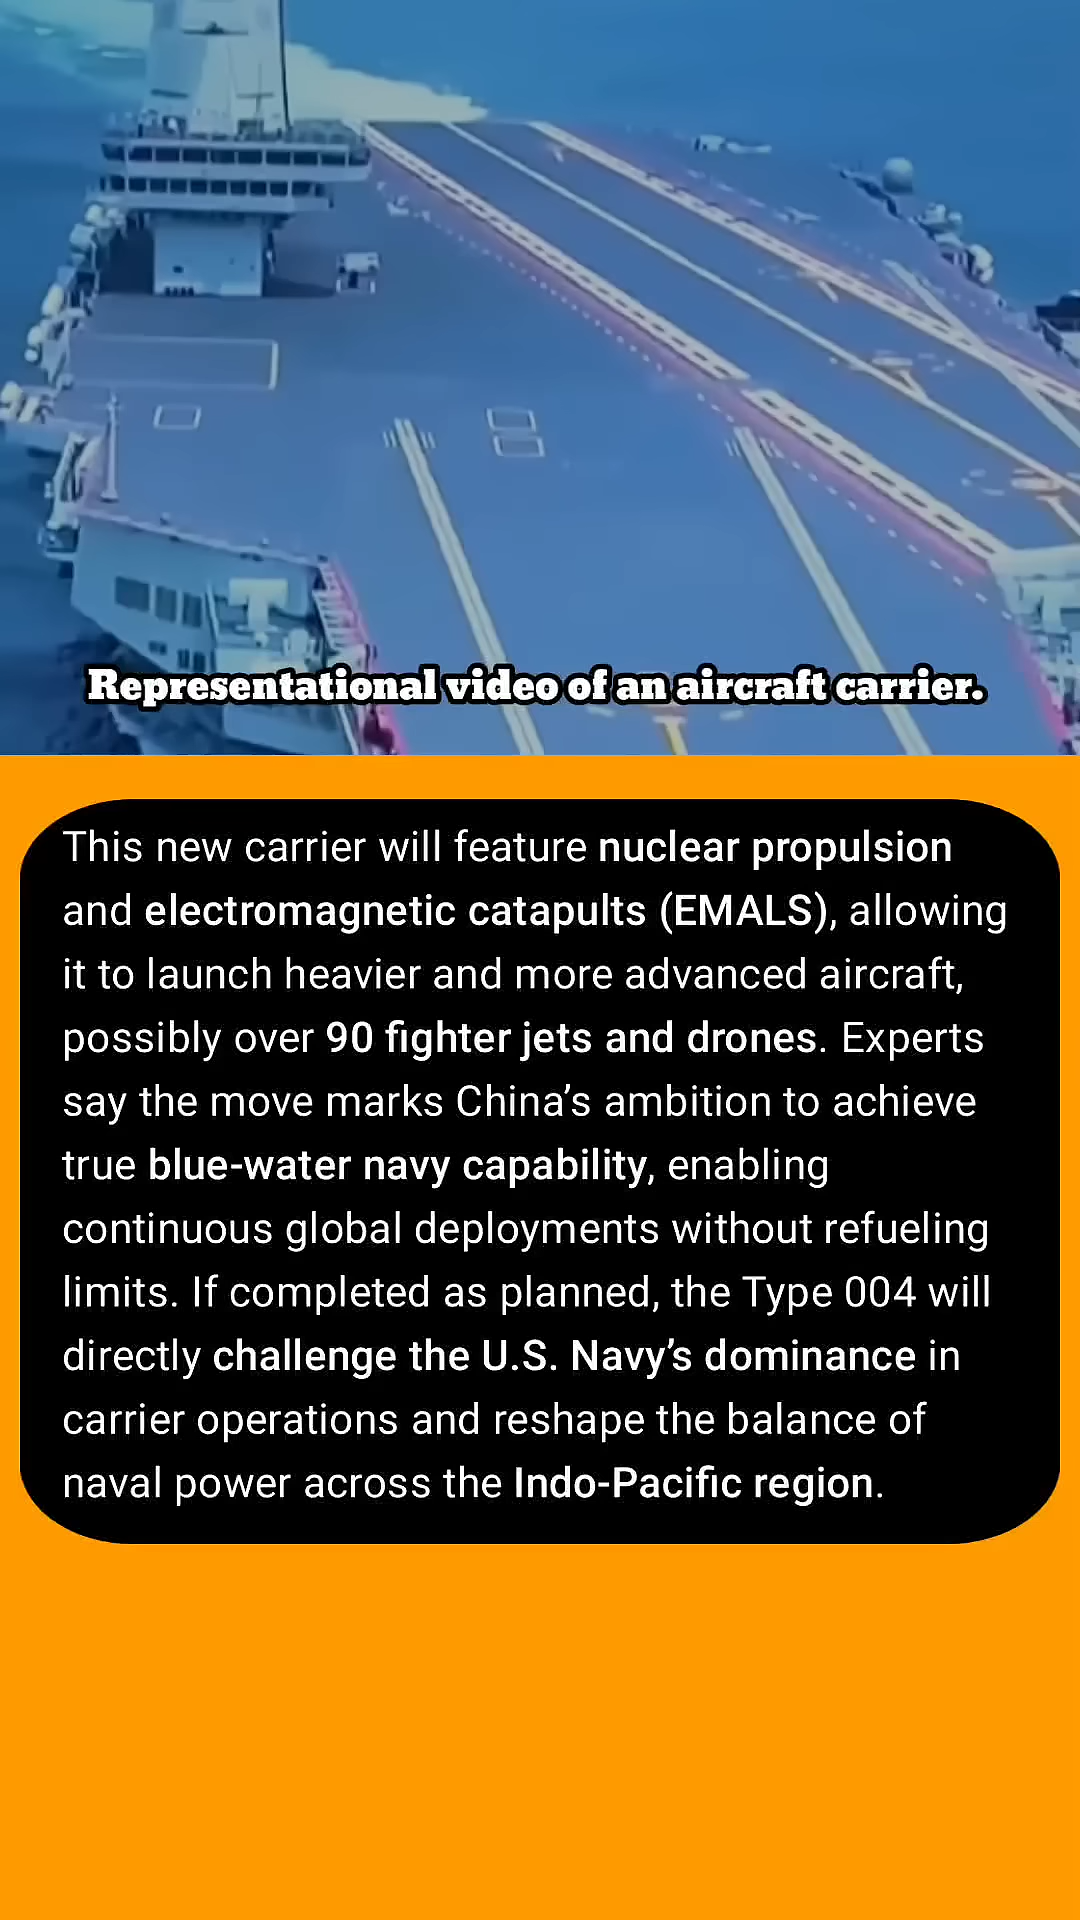 Representational video of an aircraft carrier.
This new carrier will feature nuclear propulsion
and electromagnetic catapults (EMALS), allowing
it to launch heavier and more advanced aircraft,
possibly over 90 fighter jets and drones. Experts
say the move marks China’s ambition to achieve
true blue-water navy capability, enabling
continuous global deployments without refueling
limits. If completed as planned, the Type 004 will
directly challenge the U.S. Navy’s dominance in
carrier operations and reshape the balance of
naval power across the Indo-Pacific region.